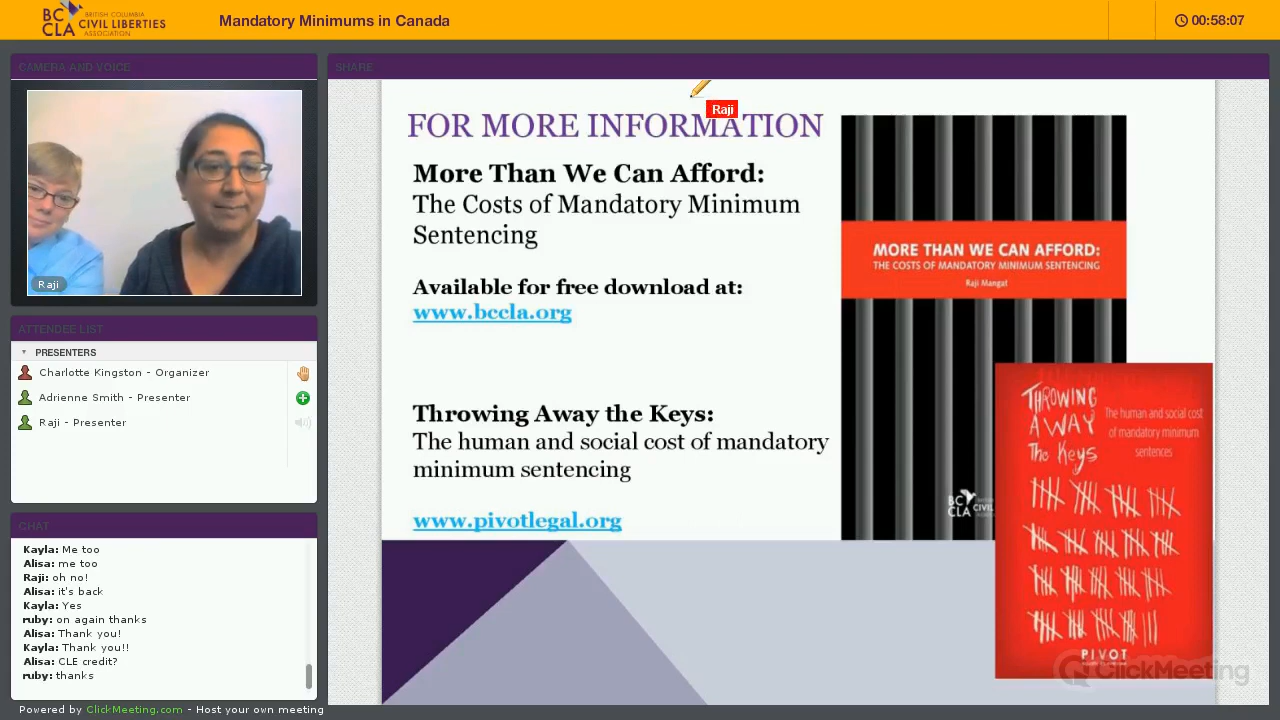 BC CLA BRITISH COLUMBIA CIVIL LIBERTIES ASSOCIATION
Mandatory Minimums in Canada
00:58:07
CAMERA AND VOICE
Raji
ATTENDEE LIST
PRESENTERS
Charlotte Kingston - Organizer
Adrienne Smith - Presenter
Raji - Presenter
CHAT
Kayla: Me too
Alisa: me too
Raji: oh no!
Alisa: it's back
Kayla: Yes
ruby: on again thanks
Alisa: Thank you!
Kayla: Thank you!!
Alisa: CLE credit?
ruby: thanks
Powered by ClickMeeting.com - Host your own meeting
SHARE
Raji
FOR MORE INFORMATION
More Than We Can Afford:
The Costs of Mandatory Minimum
Sentencing
Available for free download at:
www.bccla.org
Throwing Away the Keys:
The human and social cost of mandatory
minimum sentencing
www.pivotlegal.org
MORE THAN WE CAN AFFORD:
THE COSTS OF MANDATORY MINIMUM SENTENCING
Raji Mangat
BC CLA
CIVIL
THROWING
AWAY
The Keys
The human and social cost
of mandatory minimum
sentences
PIVOT
ClickMeeting